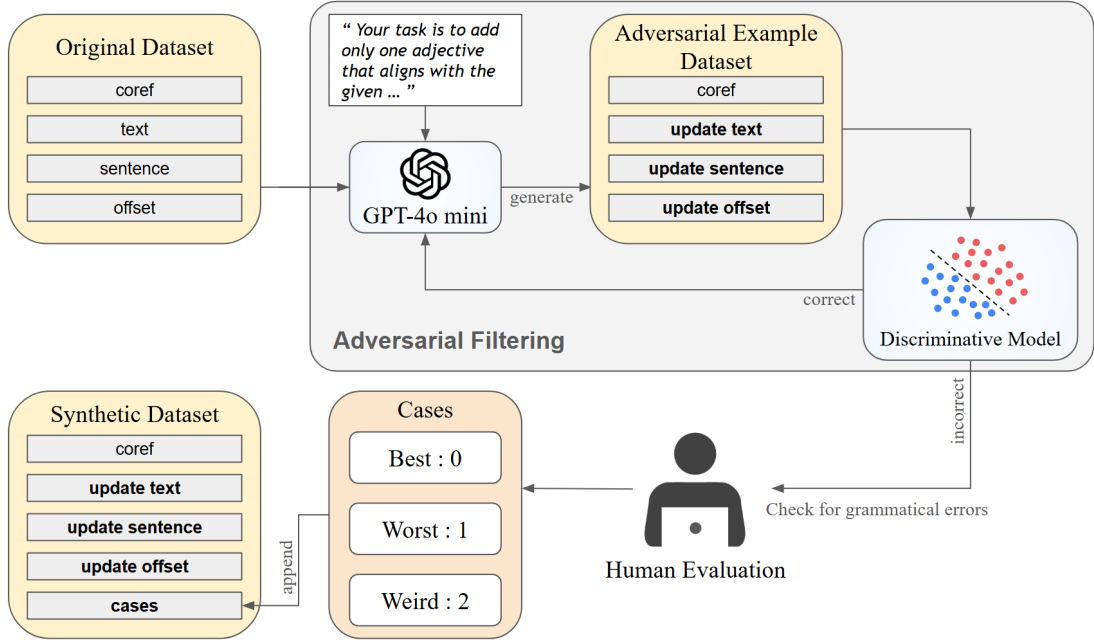 Original Dataset
coref
text
sentence
offset
“ Your task is to add
only one adjective
that aligns with the
given ... ”
GPT-4o mini
generate
Adversarial Example
Dataset
coref
update text
update sentence
update offset
correct
Discriminative Model
Adversarial Filtering
incorrect
Check for grammatical errors
Human Evaluation
Cases
Best : 0
Worst : 1
Weird : 2
append
Synthetic Dataset
coref
update text
update sentence
update offset
cases